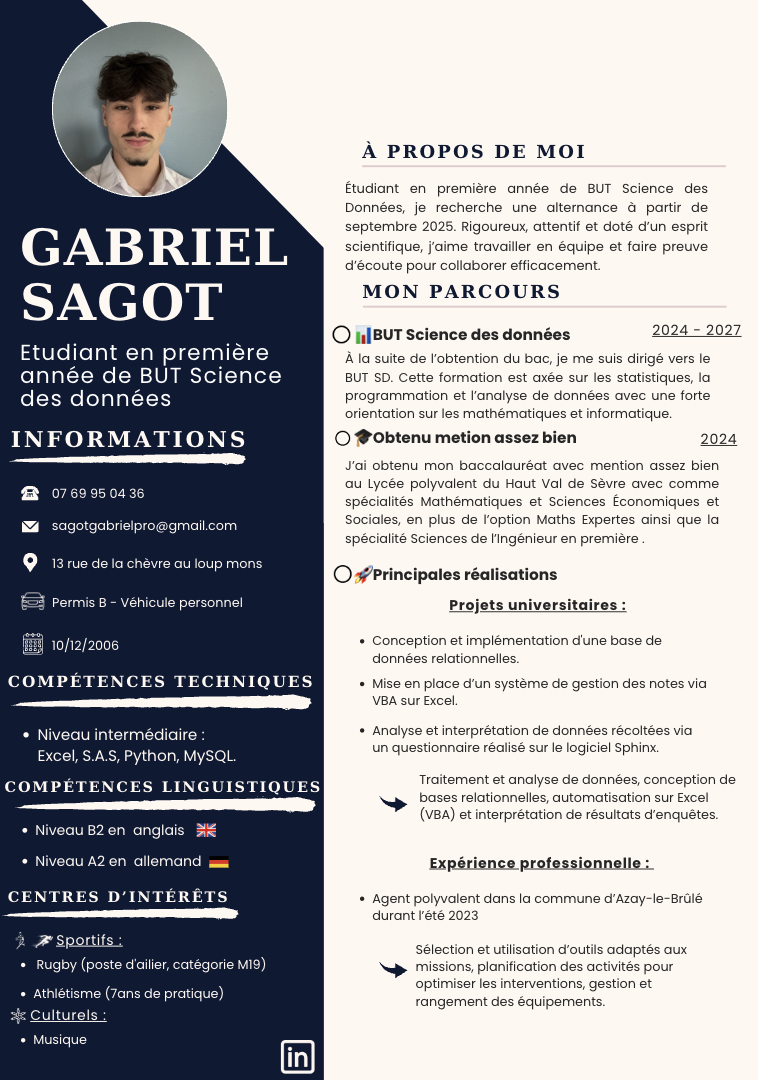 GABRIEL
SAGOT
Etudiant en première
année de BUT Science
des données
INFORMATIONS
07 69 95 04 36
sagotgabrielpro@gmail.com
13 rue de la chèvre au loup mons
Permis B - Véhicule personnel
10/12/2006
COMPÉTENCES TECHNIQUES
• Niveau intermédiaire :
Excel, S.A.S, Python, MySQL.
COMPÉTENCES LINGUISTIQUES
• Niveau B2 en anglais
• Niveau A2 en allemand
CENTRES D’INTÉRÊTS
Sportifs :
• Rugby (poste d'ailier, catégorie M19)
• Athlétisme (7ans de pratique)
Culturels :
• Musique
in
À PROPOS DE MOI
Étudiant en première année de BUT Science des
Données, je recherche une alternance à partir de
septembre 2025. Rigoureux, attentif et doté d’un esprit
scientifique, j’aime travailler en équipe et faire preuve
d’écoute pour collaborer efficacement.
MON PARCOURS
BUT Science des données 2024 - 2027
À la suite de l’obtention du bac, je me suis dirigé vers le
BUT SD. Cette formation est axée sur les statistiques, la
programmation et l’analyse de données avec une forte
orientation sur les mathématiques et informatique.
Obtenu metion assez bien 2024
J’ai obtenu mon baccalauréat avec mention assez bien
au Lycée polyvalent du Haut Val de Sèvre avec comme
spécialités Mathématiques et Sciences Économiques et
Sociales, en plus de l’option Maths Expertes ainsi que la
spécialité Sciences de l’Ingénieur en première .
Principales réalisations
Projets universitaires :
• Conception et implémentation d'une base de
données relationnelles.
• Mise en place d’un système de gestion des notes via
VBA sur Excel.
• Analyse et interprétation de données récoltées via
un questionnaire réalisé sur le logiciel Sphinx.
Traitement et analyse de données, conception de
bases relationnelles, automatisation sur Excel
(VBA) et interprétation de résultats d’enquêtes.
Expérience professionnelle :
• Agent polyvalent dans la commune d’Azay-le-Brûlé
durant l’été 2023
Sélection et utilisation d’outils adaptés aux
missions, planification des activités pour
optimiser les interventions, gestion et
rangement des équipements.